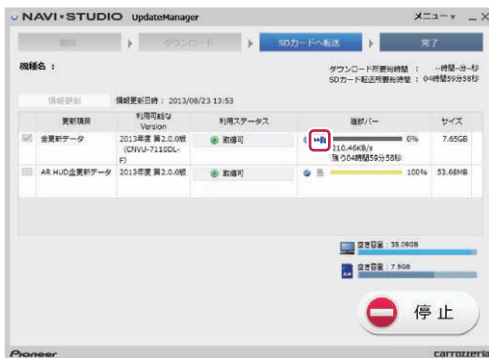 NAVI•STUDIO UpdateManager メニュー
開始 ダウンロード SDカードへ転送 完了
機種名 :
ダウンロード所要総時間 : --時間--分--秒
SDカード転送所要総時間 : 04時間59分58秒
情報更新 情報更新日時 : 2013/08/23 13:53
更新項目 利用可能な Version 利用ステータス 進捗バー サイズ
全更新データ 2013年度 第2.0.0版 取得可 0% 7.65GB
(CNVU-7110DL- 210.46KB/s
F) 残り04時間59分58秒
AR HUD全更新データ 2013年度 第2.0.0版 取得可 100% 53.68MB
空き容量 : 35.09GB
空き容量 : 7.5GB
停止
Pioneer carrozzeria